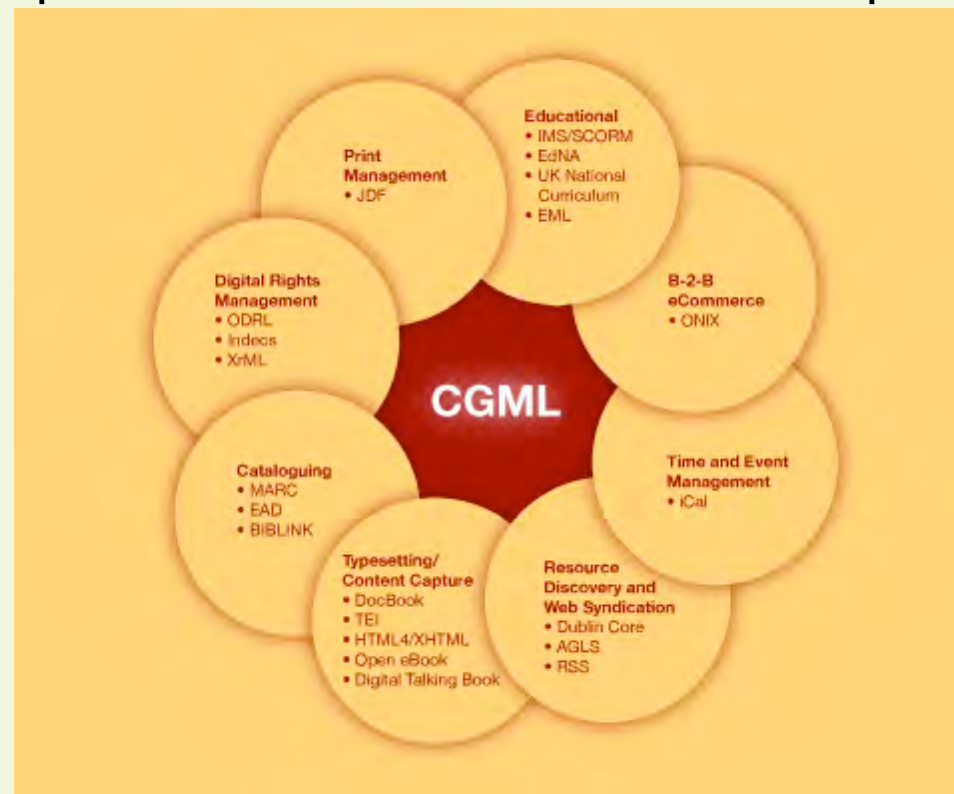 Educational
• IMS/SCORM
• EdNA
• UK National
Curriculum
• EML
B-2-B
eCommerce
• ONIX
Time and Event
Management
• iCal
Resource
Discovery and
Web Syndication
• Dublin Core
• AGLS
• RSS
Typesetting/
Content Capture
• DocBook
• TEI
• HTML4/XHTML
• Open eBook
• Digital Talking Book
Cataloguing
• MARC
• EAD
• BIBLINK
Digital Rights
Management
• ODRL
• Indecs
• XrML
Print
Management
• JDF
CGML